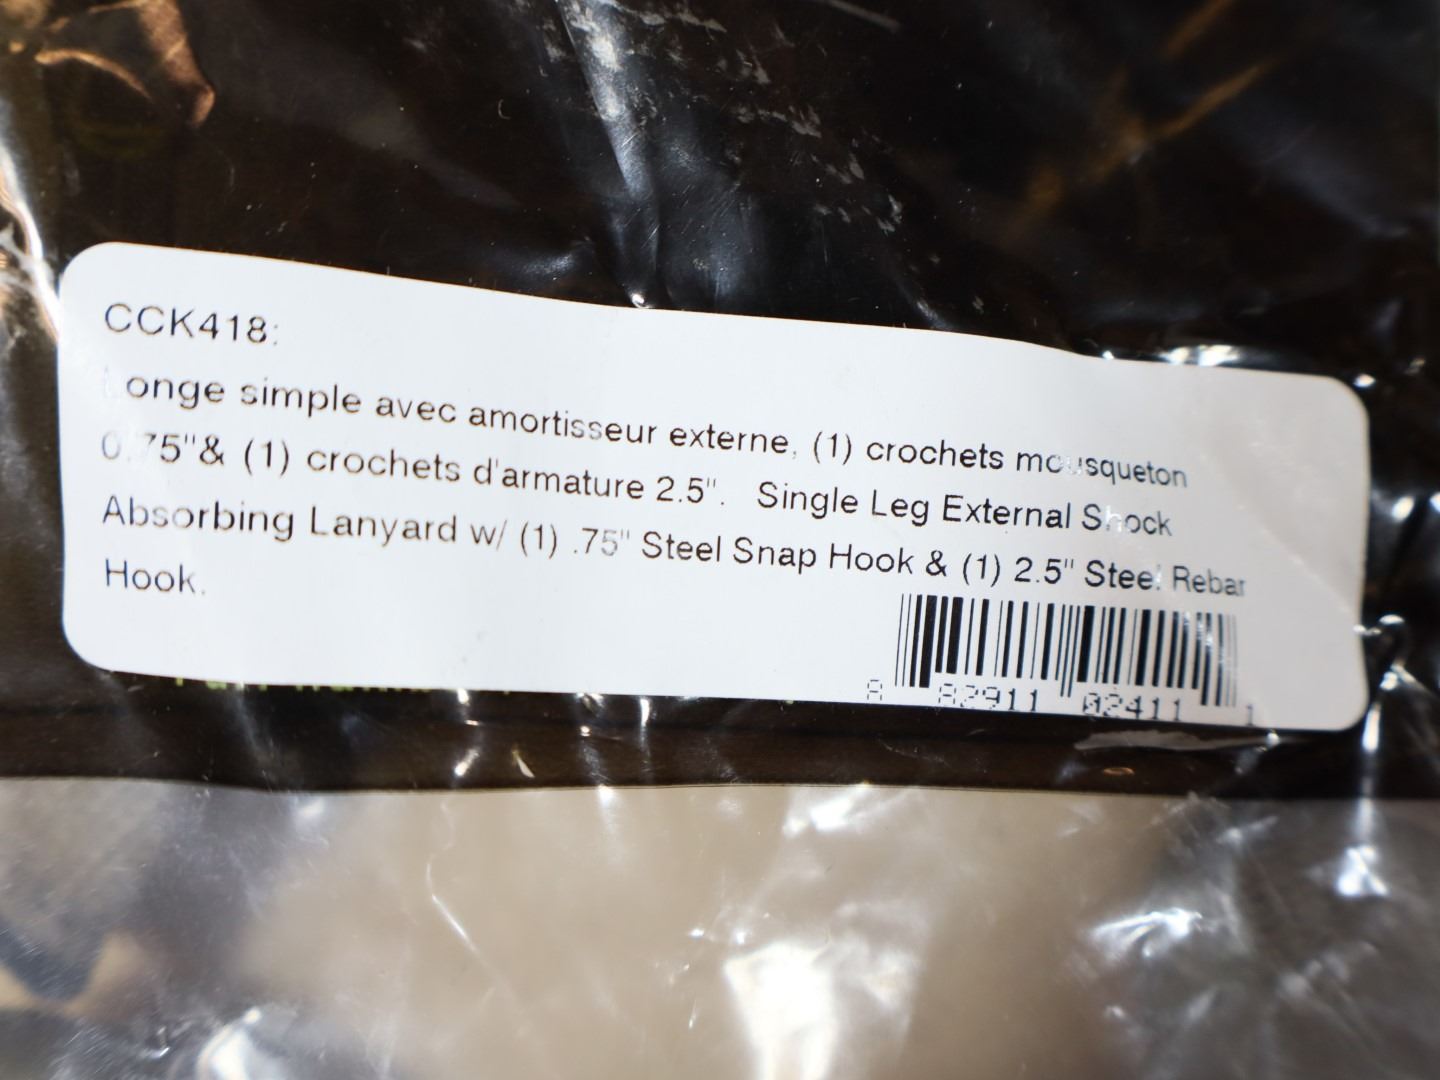 CCK418:
Longe simple avec amortisseur externe, (1) crochets mousqueton
0.75"& (1) crochets d'armature 2.5". Single Leg External Shock
Absorbing Lanyard w/ (1) .75" Steel Snap Hook & (1) 2.5" Steel Rebar
Hook.
8 82911 02411 1